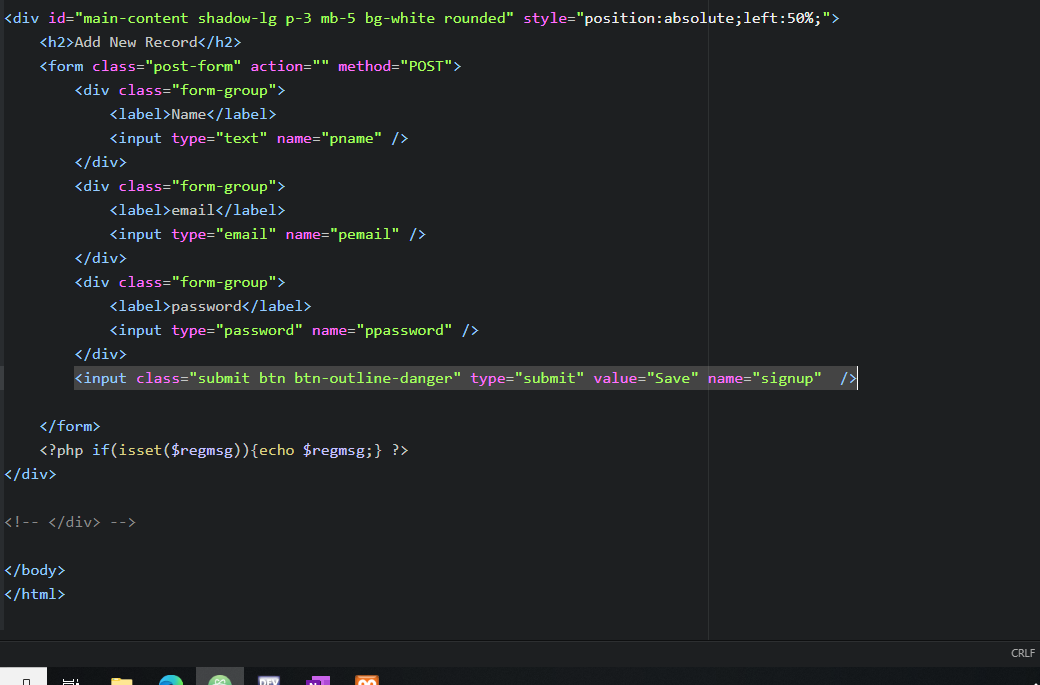 <div id="main-content shadow-lg p-3 mb-5 bg-white rounded" style="position:absolute;left:50%;">
<h2>Add New Record</h2>
<form class="post-form" action="" method="POST">
<div class="form-group">
<label>Name</label>
<input type="text" name="pname" />
</div>
<div class="form-group">
<label>email</label>
<input type="email" name="pemail" />
</div>
<div class="form-group">
<label>password</label>
<input type="password" name="ppassword" />
</div>
<input class="submit btn btn-outline-danger" type="submit" value="Save" name="signup"  />
</form>
<?php if(isset($regmsg)){echo $regmsg;} ?>
</div>
<!-- </div> -->
</body>
</html>
CRLF
DEV